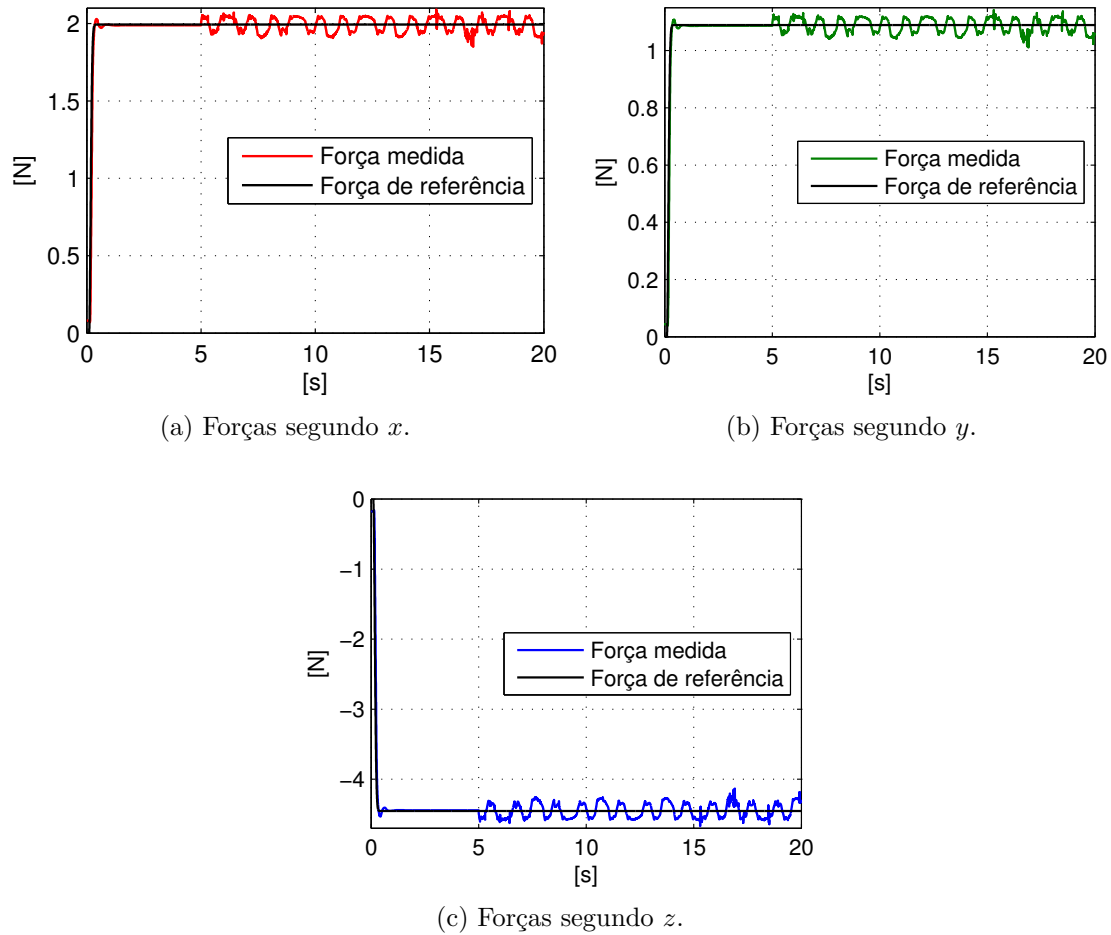 2
1.5
1
0.5
0
[N]
0 5 10 15 20
[s]
Força medida
Força de referência
(a) Forças segundo x.
1
0.8
0.6
0.4
0.2
0
[N]
0 5 10 15 20
[s]
Força medida
Força de referência
(b) Forças segundo y.
0
−1
−2
−3
−4
[N]
0 5 10 15 20
[s]
Força medida
Força de referência
(c) Forças segundo z.